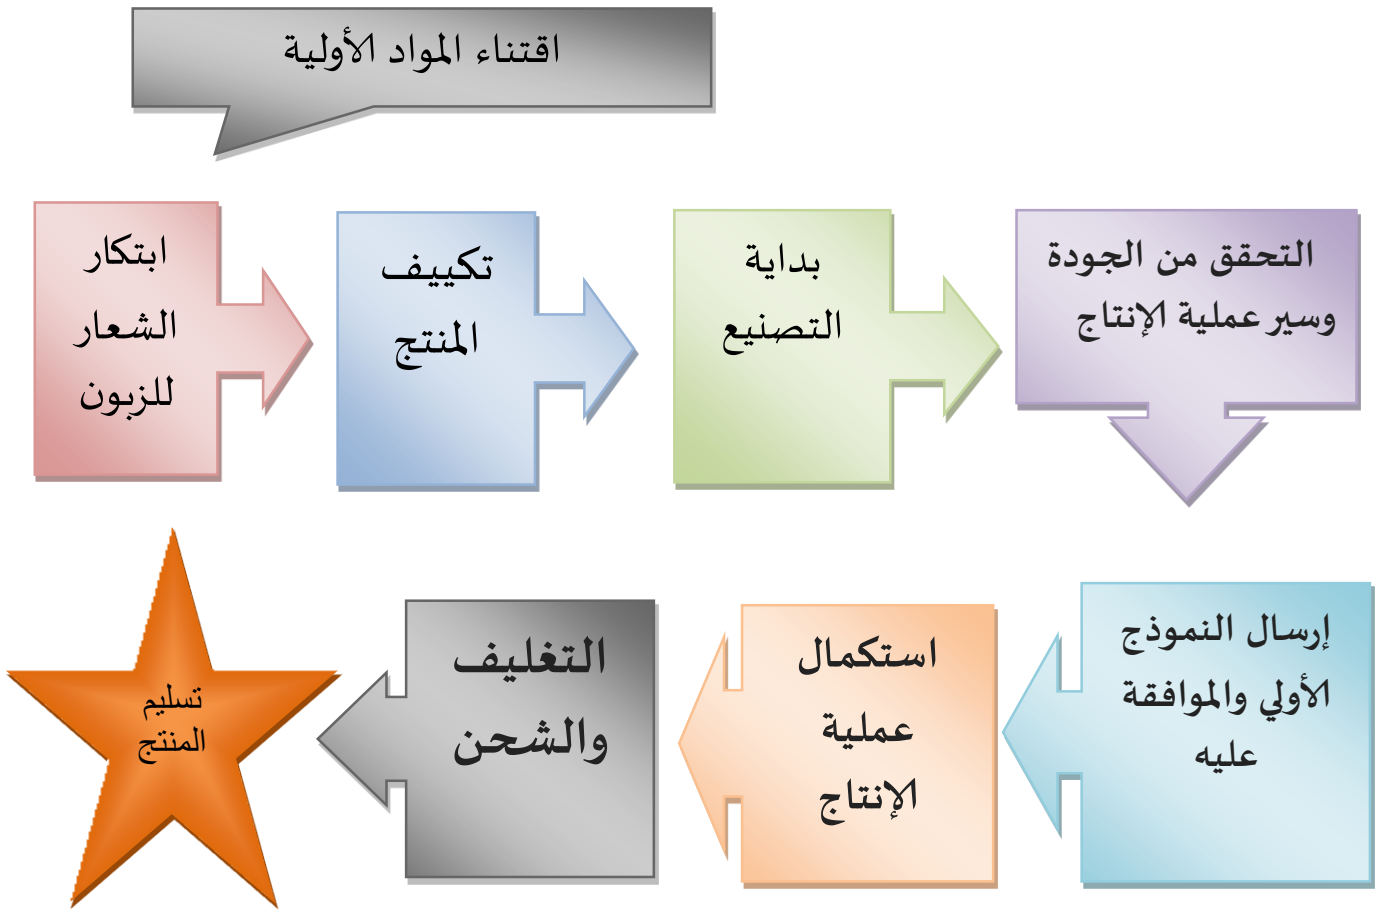 اقتناء المواد الأولية
ابتكار
الشعار
للزبون
تكييف
المنتج
بداية
التصنيع
التحقق من الجودة
وسير عملية الإنتاج
إرسال النموذج
الأولي والموافقة
عليه
استكمال
عملية
الإنتاج
التغليف
والشحن
تسليم
المنتج